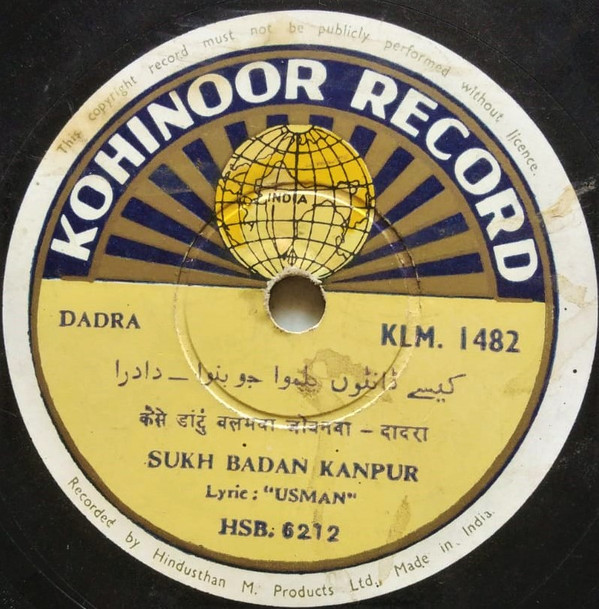 This copyright record must not be publicly performed without licence.
KOHINOOR RECORD
INDIA
DADRA
KLM. 1482
کیسے ڈانٹوں بلموا جوبنوا ـ دادرا
कैसे डांटुं बलमवा जोबनवा - दादरा
SUKH BADAN KANPUR
Lyric: "USMAN"
HSB. 6212
Recorded by Hindusthan M. Products Ltd. Made in India.